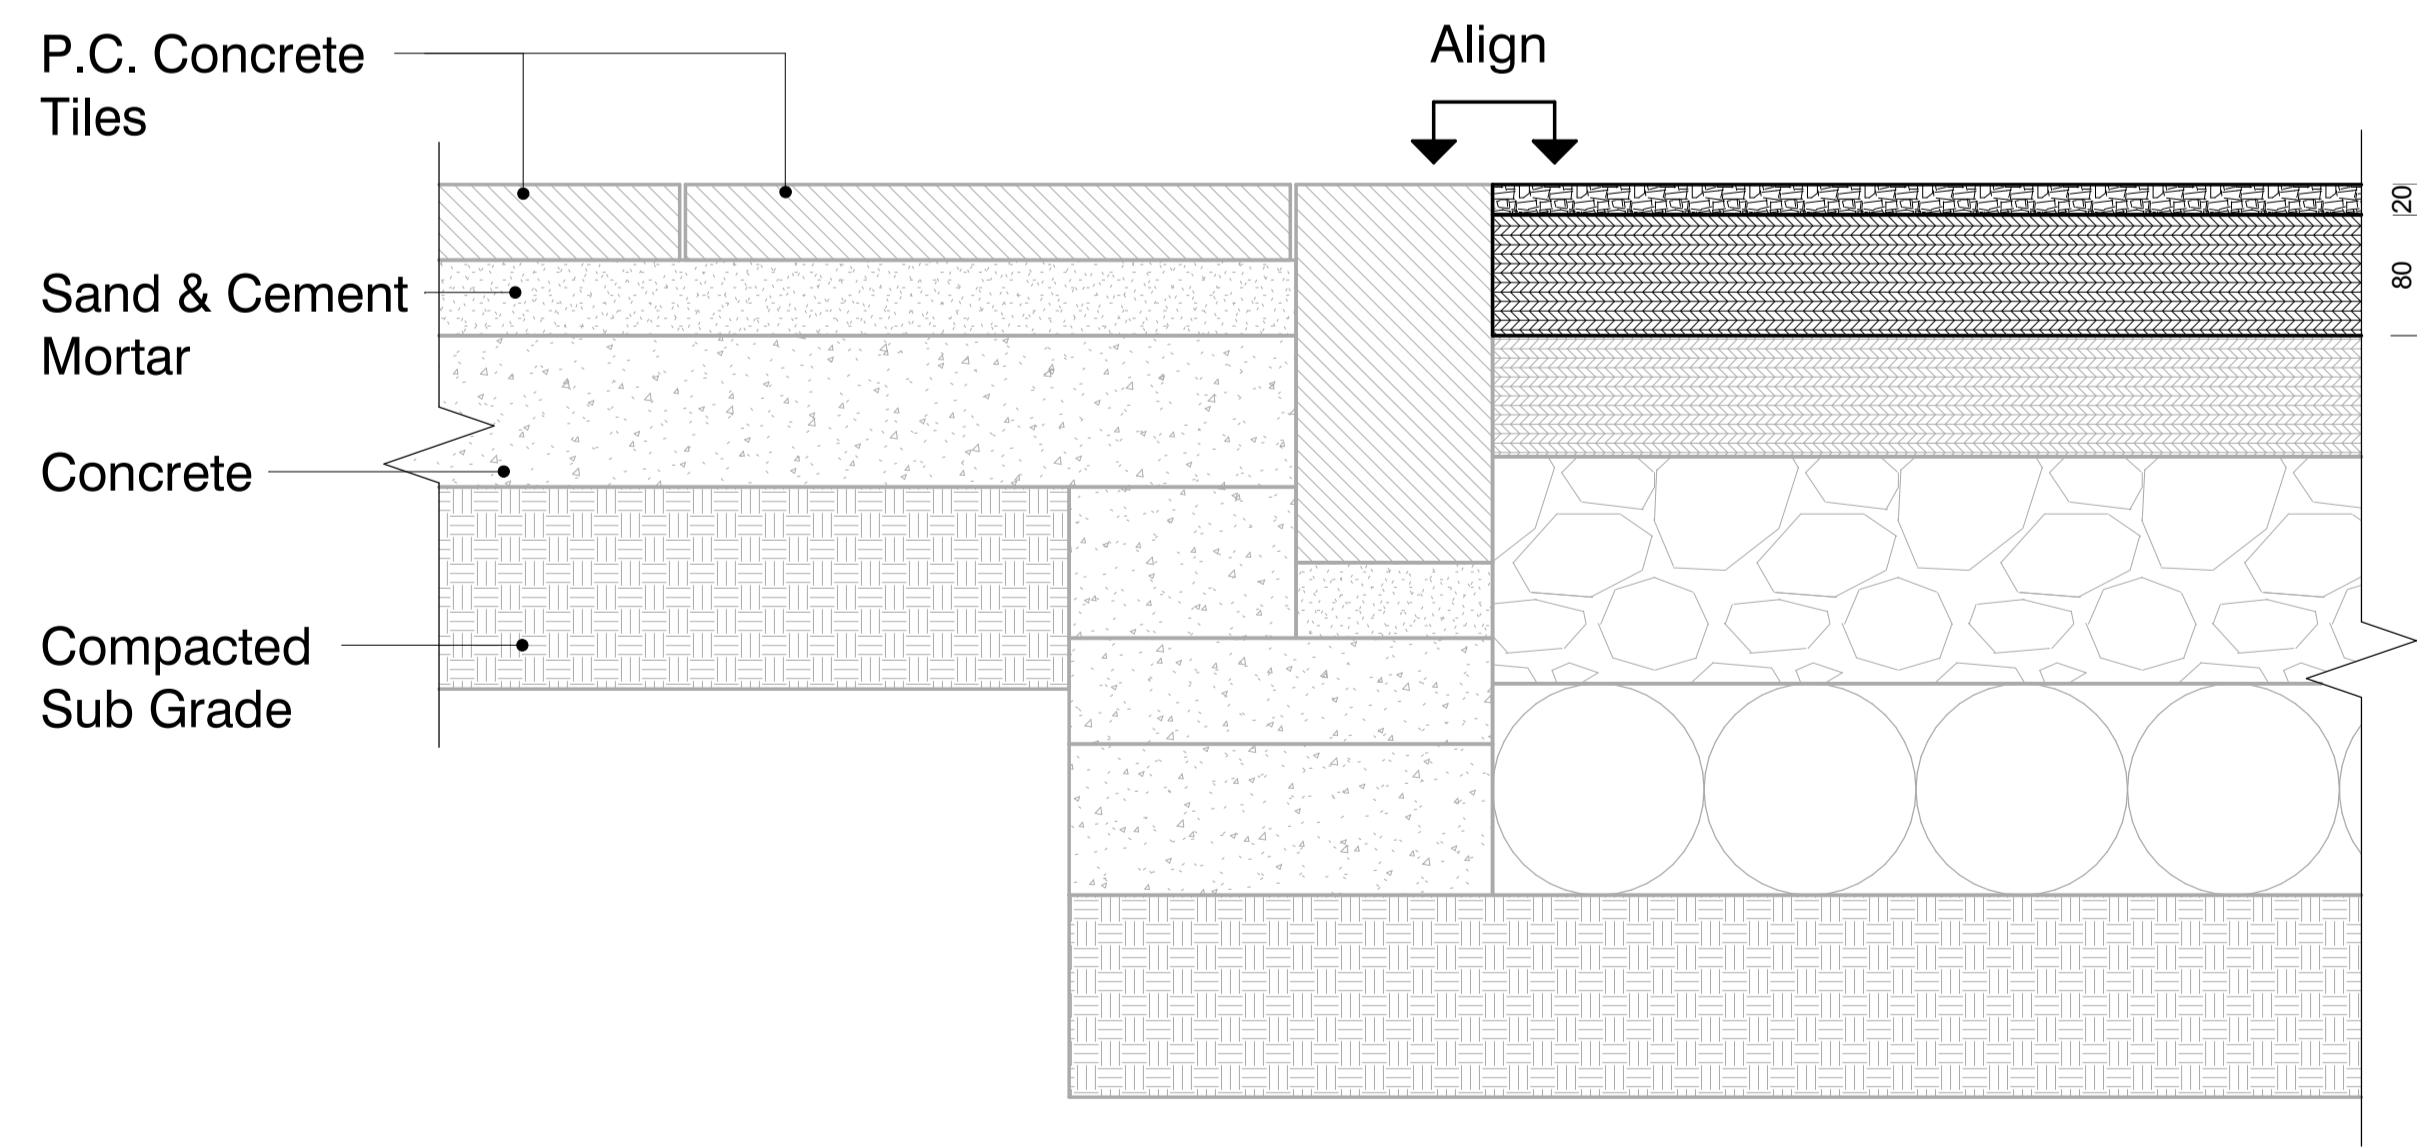 P.C. Concrete
Tiles
Align
20
80
Sand & Cement
Mortar
Concrete
Compacted
Sub Grade